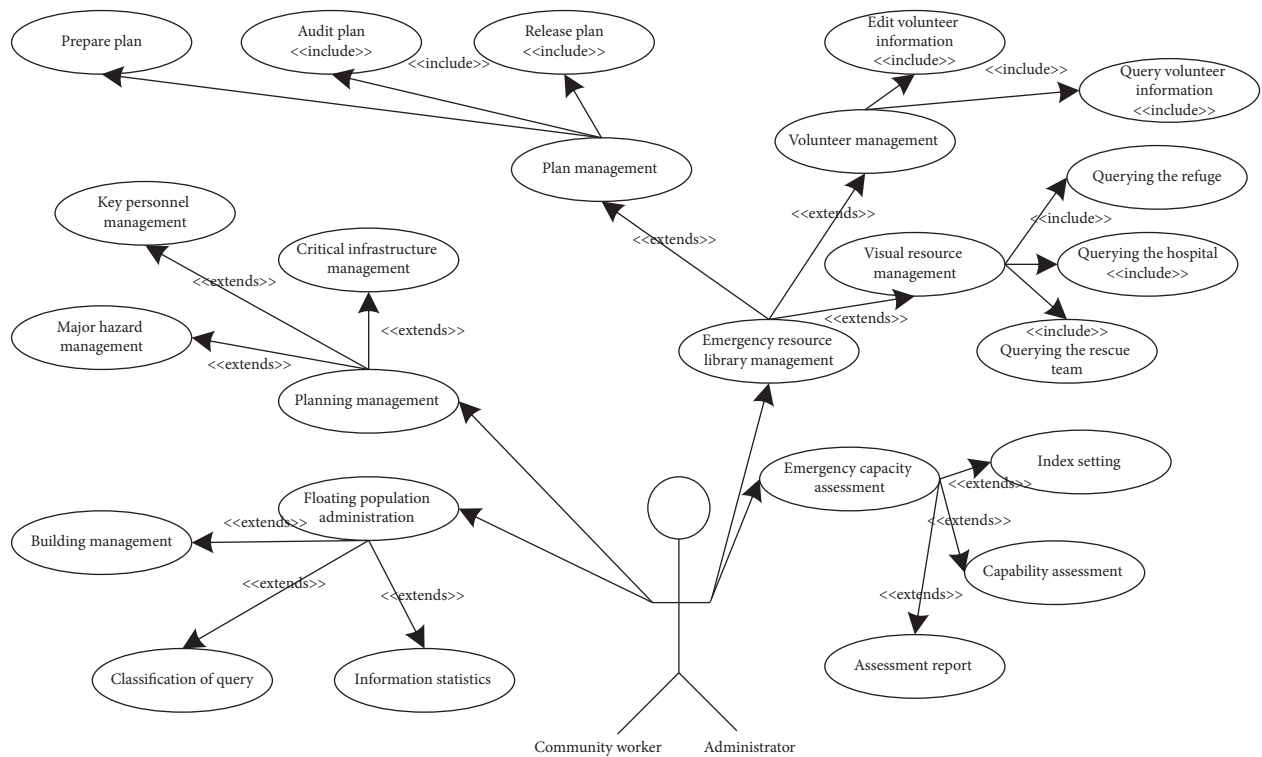 Prepare plan
Audit plan
<<include>>
<<include>>
Release plan
<<include>>
Edit volunteer
information
<<include>>
<<include>>
Query volunteer
information
<<include>>
Plan management
Volunteer management
Querying the refuge
<<include>>
Key personnel
management
<<extends>>
Critical infrastructure
management
<<extends>>
<<extends>>
<<extends>>
Visual resource
management
Querying the hospital
<<include>>
<<include>>
Querying the rescue
team
<<extends>>
Major hazard
management
<<extends>>
Emergency resource
library management
Planning management
Emergency capacity
assessment
Index setting
<<extends>>
Floating population
administration
<<extends>>
Building management
<<extends>>
Capability assessment
<<extends>>
<<extends>>
<<extends>>
Classification of query
Information statistics
Assessment report
Community worker
Administrator